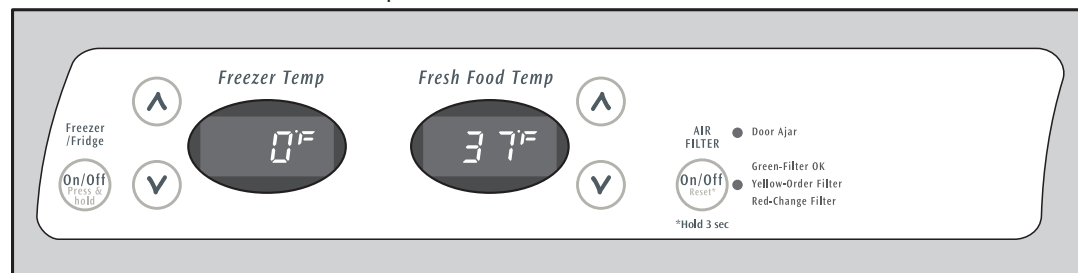 Freezer Temp
Fresh Food Temp
Freezer
/Fridge
On/Off
Press &
hold
0°F
37°F
AIR
FILTER
Door Ajar
On/Off
Reset*
*Hold 3 sec
Green-Filter OK
Yellow-Order Filter
Red-Change Filter